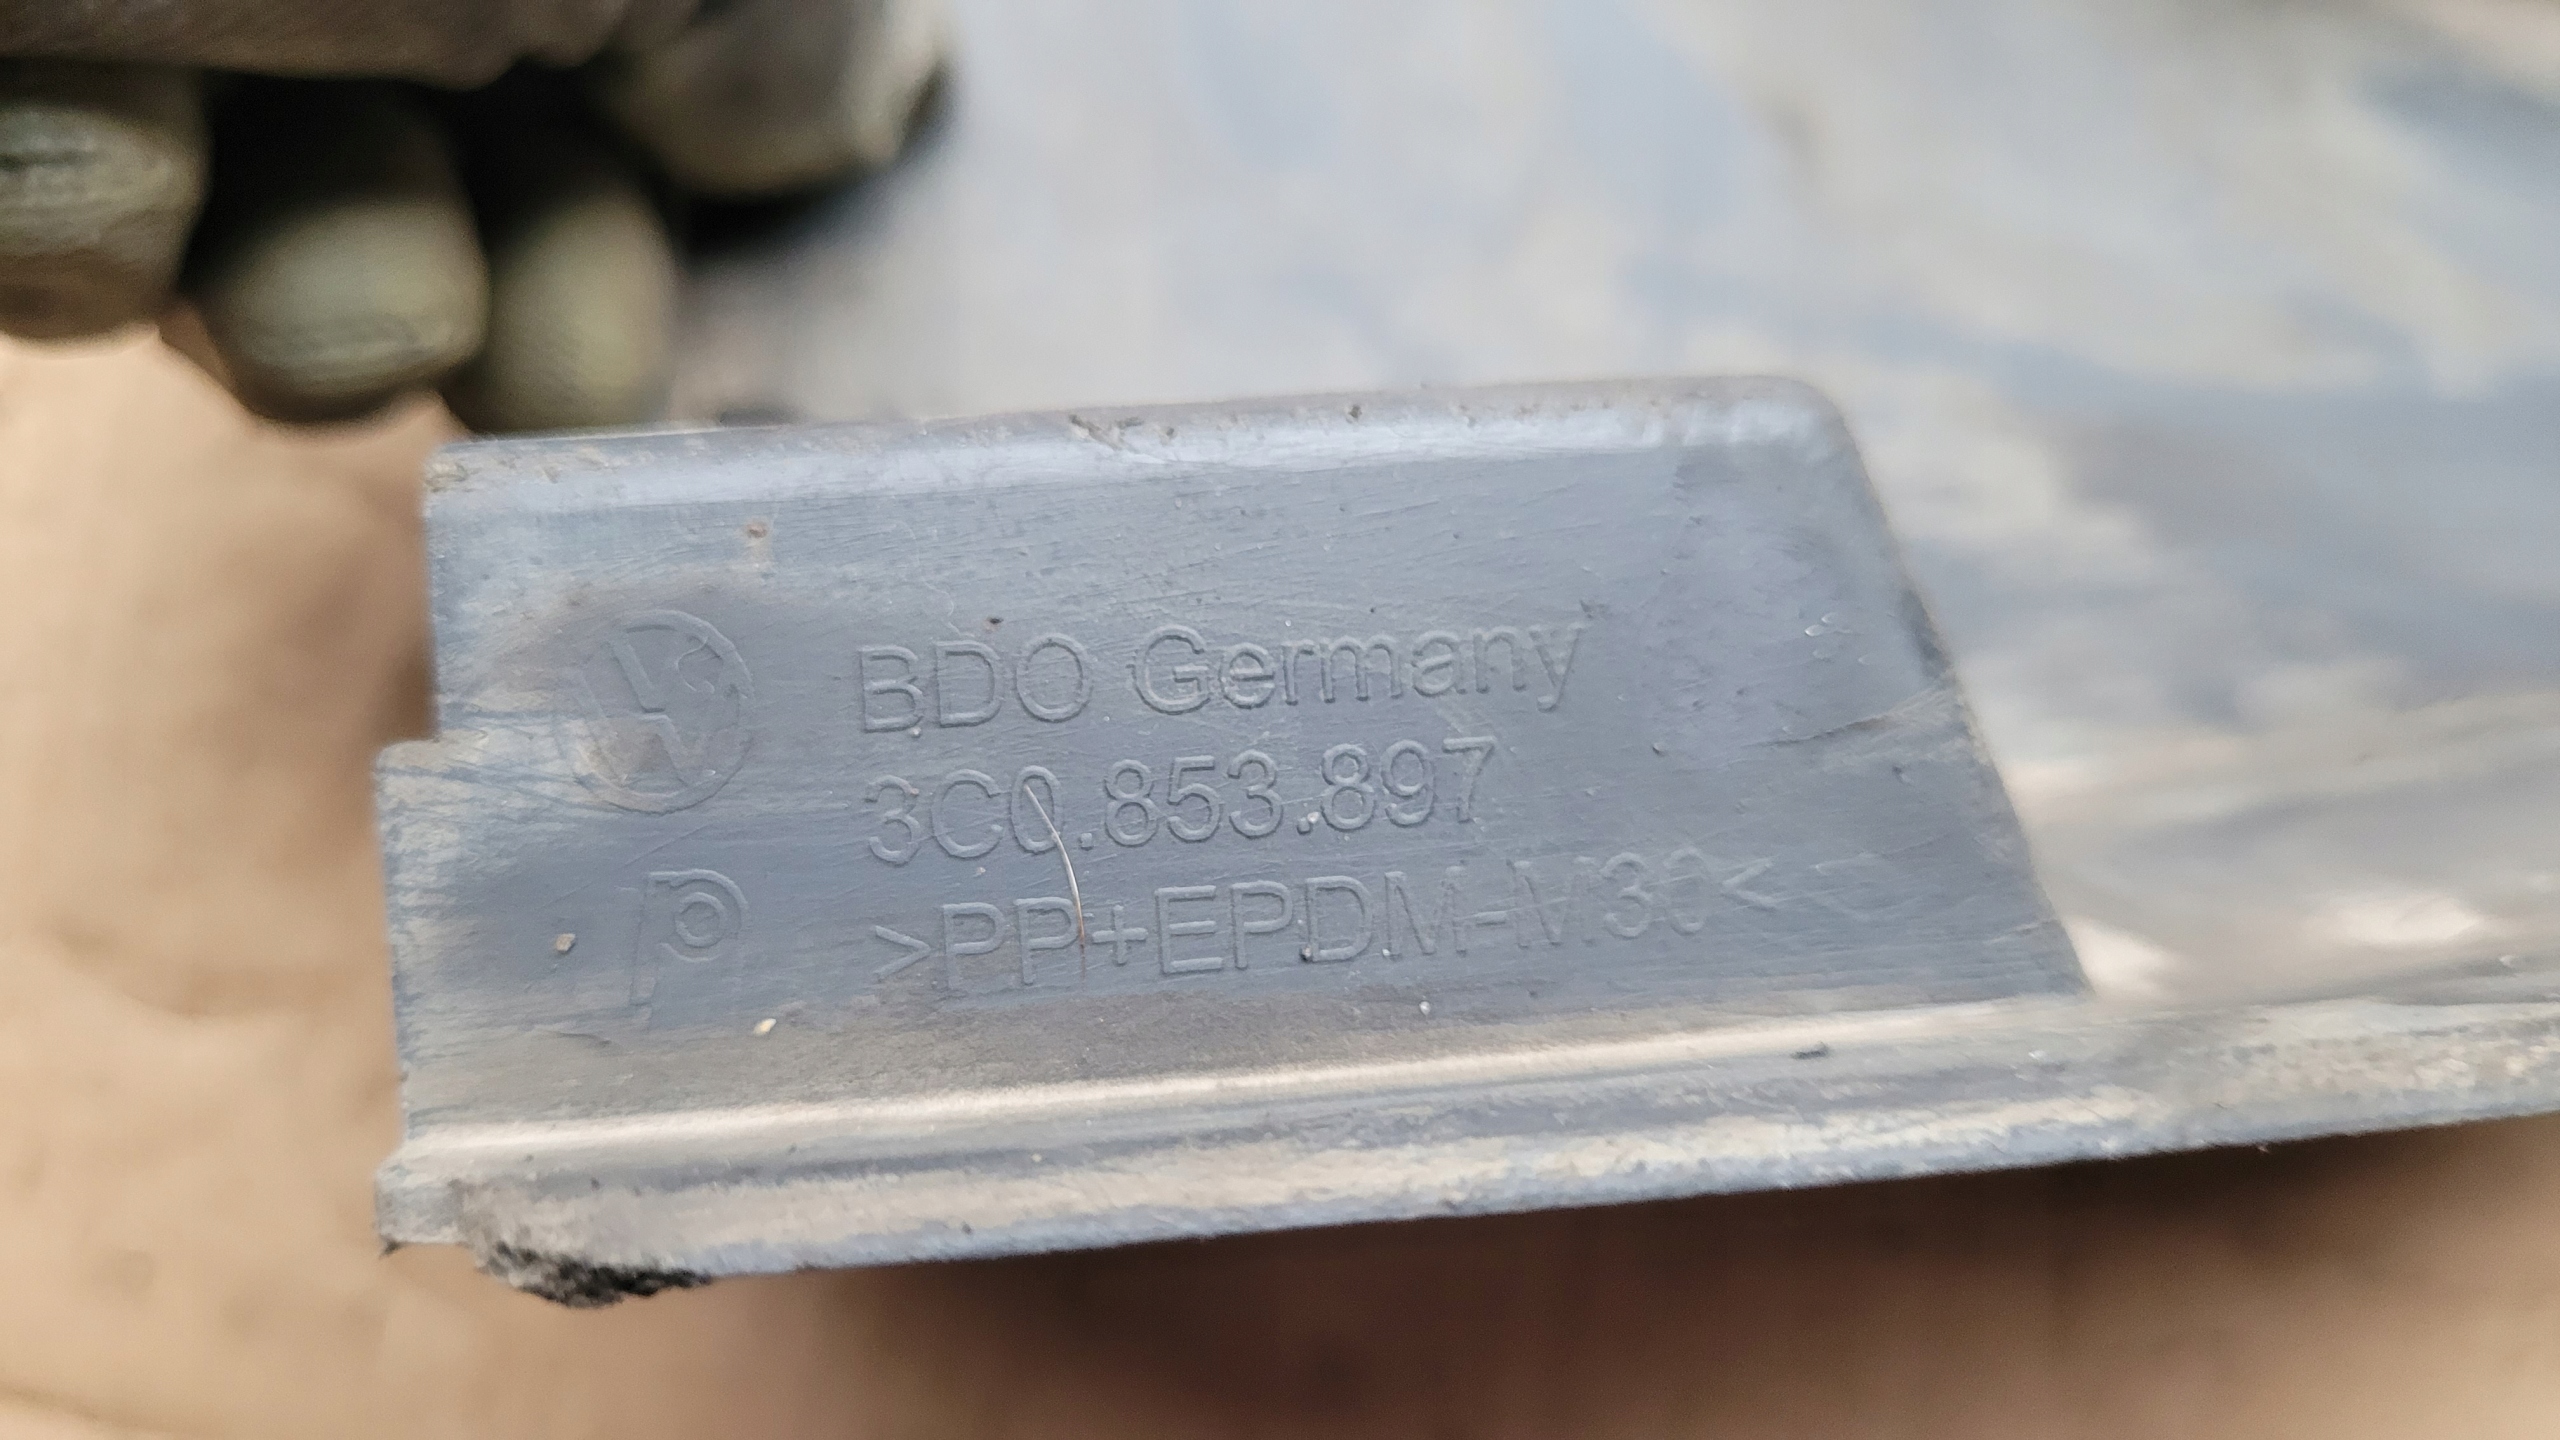 BDO Germany
3C0.853.897
>PP+EPDM-M30<